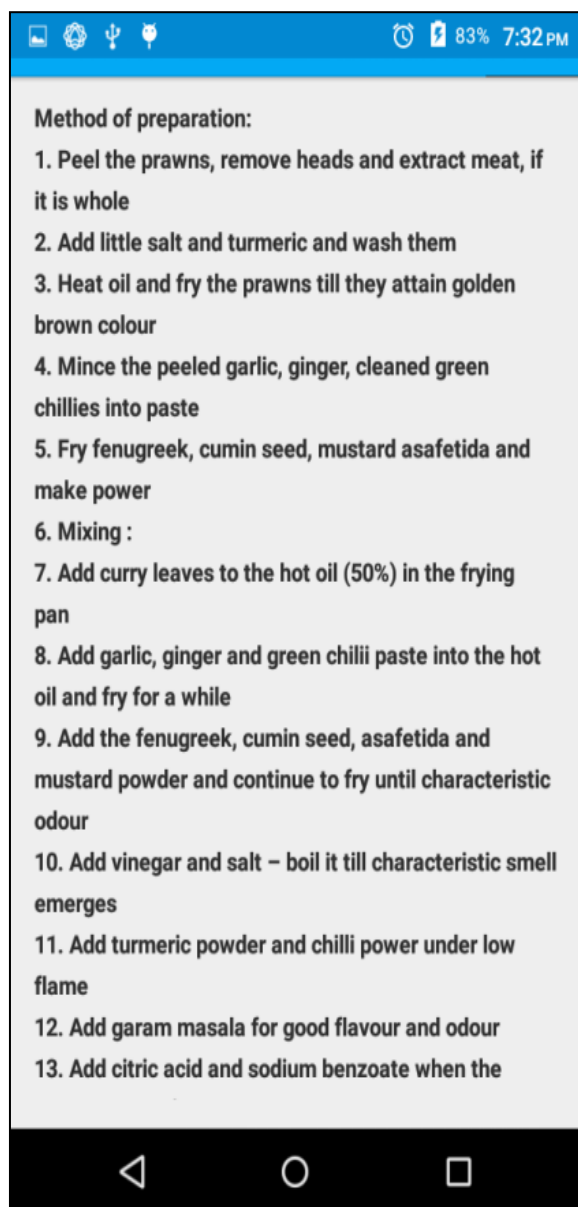 83% 7:32 PM
Method of preparation:
1. Peel the prawns, remove heads and extract meat, if
it is whole
2. Add little salt and turmeric and wash them
3. Heat oil and fry the prawns till they attain golden
brown colour
4. Mince the peeled garlic, ginger, cleaned green
chillies into paste
5. Fry fenugreek, cumin seed, mustard asafetida and
make power
6. Mixing :
7. Add curry leaves to the hot oil (50%) in the frying
pan
8. Add garlic, ginger and green chilii paste into the hot
oil and fry for a while
9. Add the fenugreek, cumin seed, asafetida and
mustard powder and continue to fry until characteristic
odour
10. Add vinegar and salt – boil it till characteristic smell
emerges
11. Add turmeric powder and chilli power under low
flame
12. Add garam masala for good flavour and odour
13. Add citric acid and sodium benzoate when the